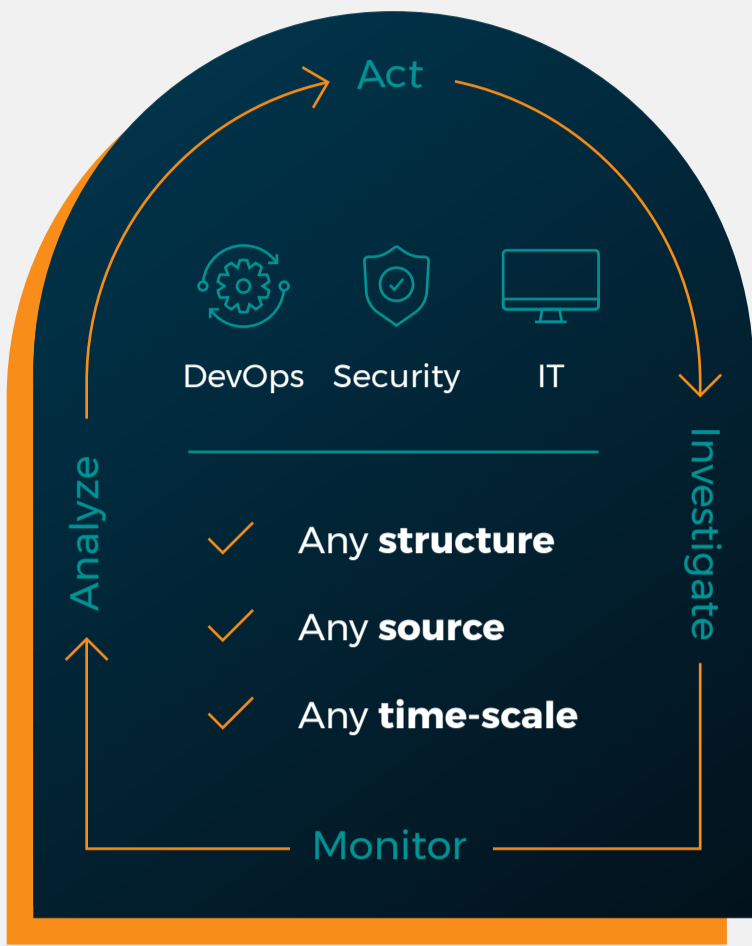 Act
DevOps Security IT
Analyze
Investigate
Any structure
Any source
Any time-scale
Monitor